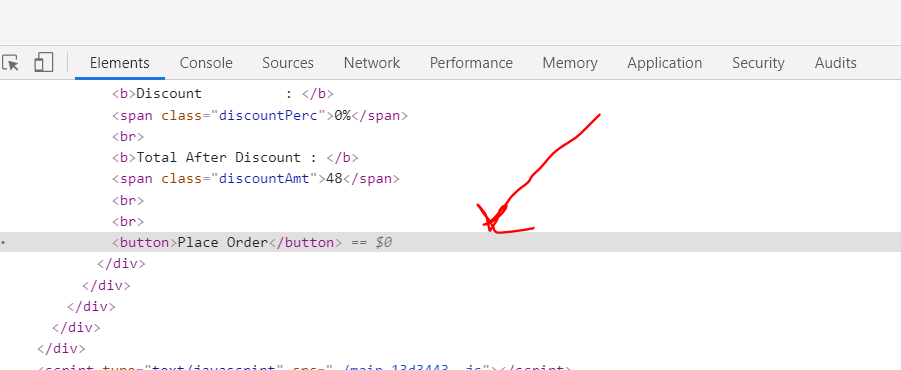 Elements Console Sources Network Performance Memory Application Security Audits
<b>Discount : </b>
<span class="discountPerc">0%</span>
<br>
<b>Total After Discount : </b>
<span class="discountAmt">48</span>
<br>
<br>
<button>Place Order</button> == $0
</div>
</div>
</div>
</div>
</div>
<script type="text/javascript" src="./main.13d3443….js"></script>